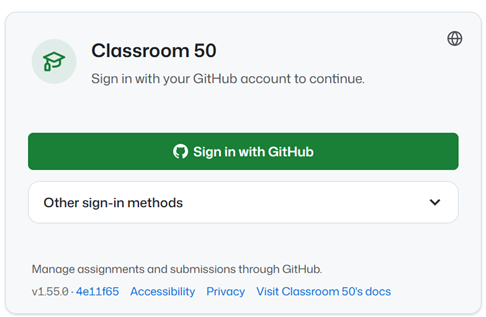 Classroom 50
Sign in with your GitHub account to continue.
Sign in with GitHub
Other sign-in methods
Manage assignments and submissions through GitHub.
v1.55.0 · 4e11f65 Accessibility Privacy Visit Classroom 50's docs